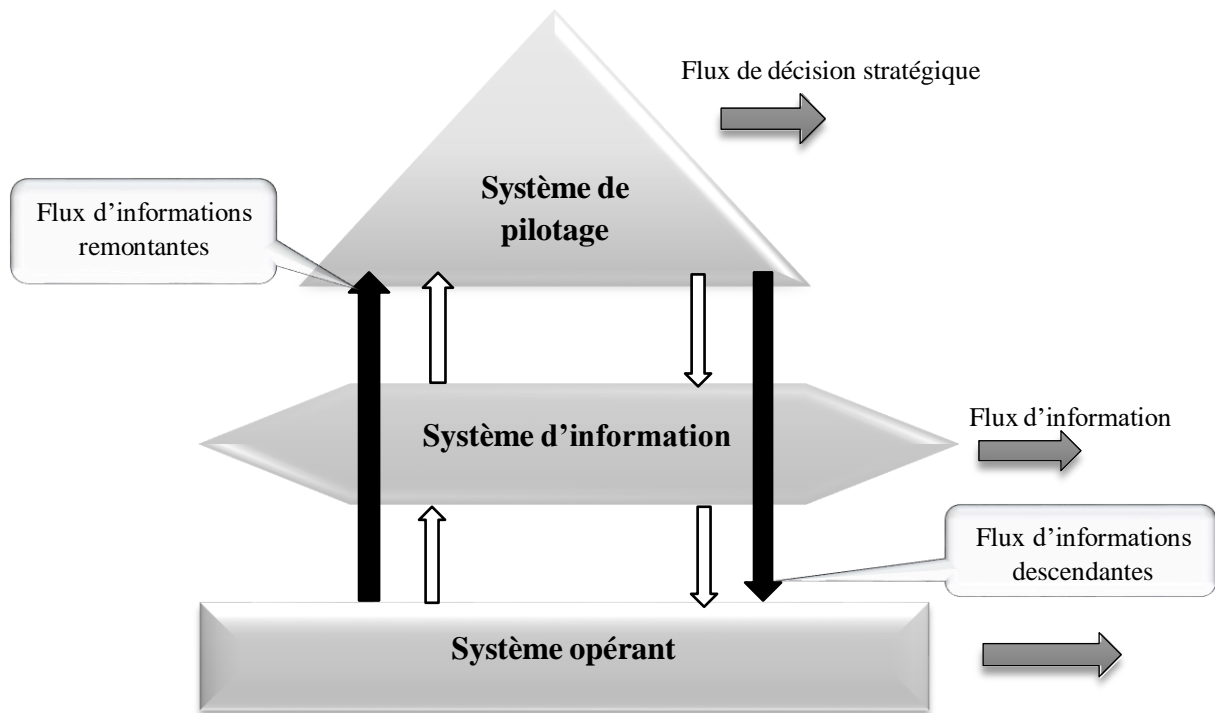 Flux de décision stratégique
Système de
pilotage
Flux d’informations
remontantes
Système d’information
Flux d’information
Flux d’informations
descendantes
Système opérant